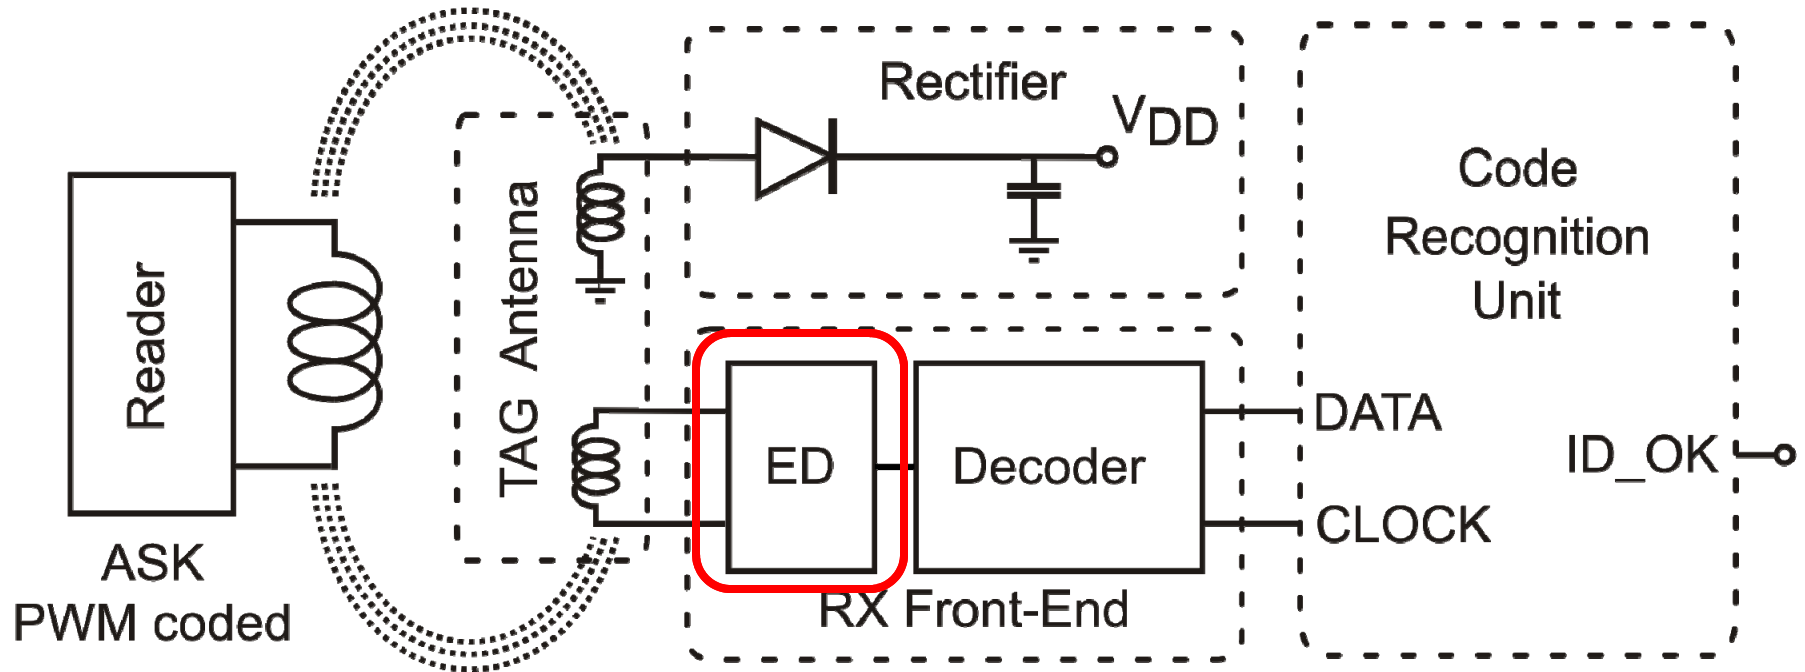 Reader
ASK
PWM coded
TAG Antenna
Rectifier
VDD
ED
Decoder
RX Front-End
Code
Recognition
Unit
DATA
CLOCK
ID_OK